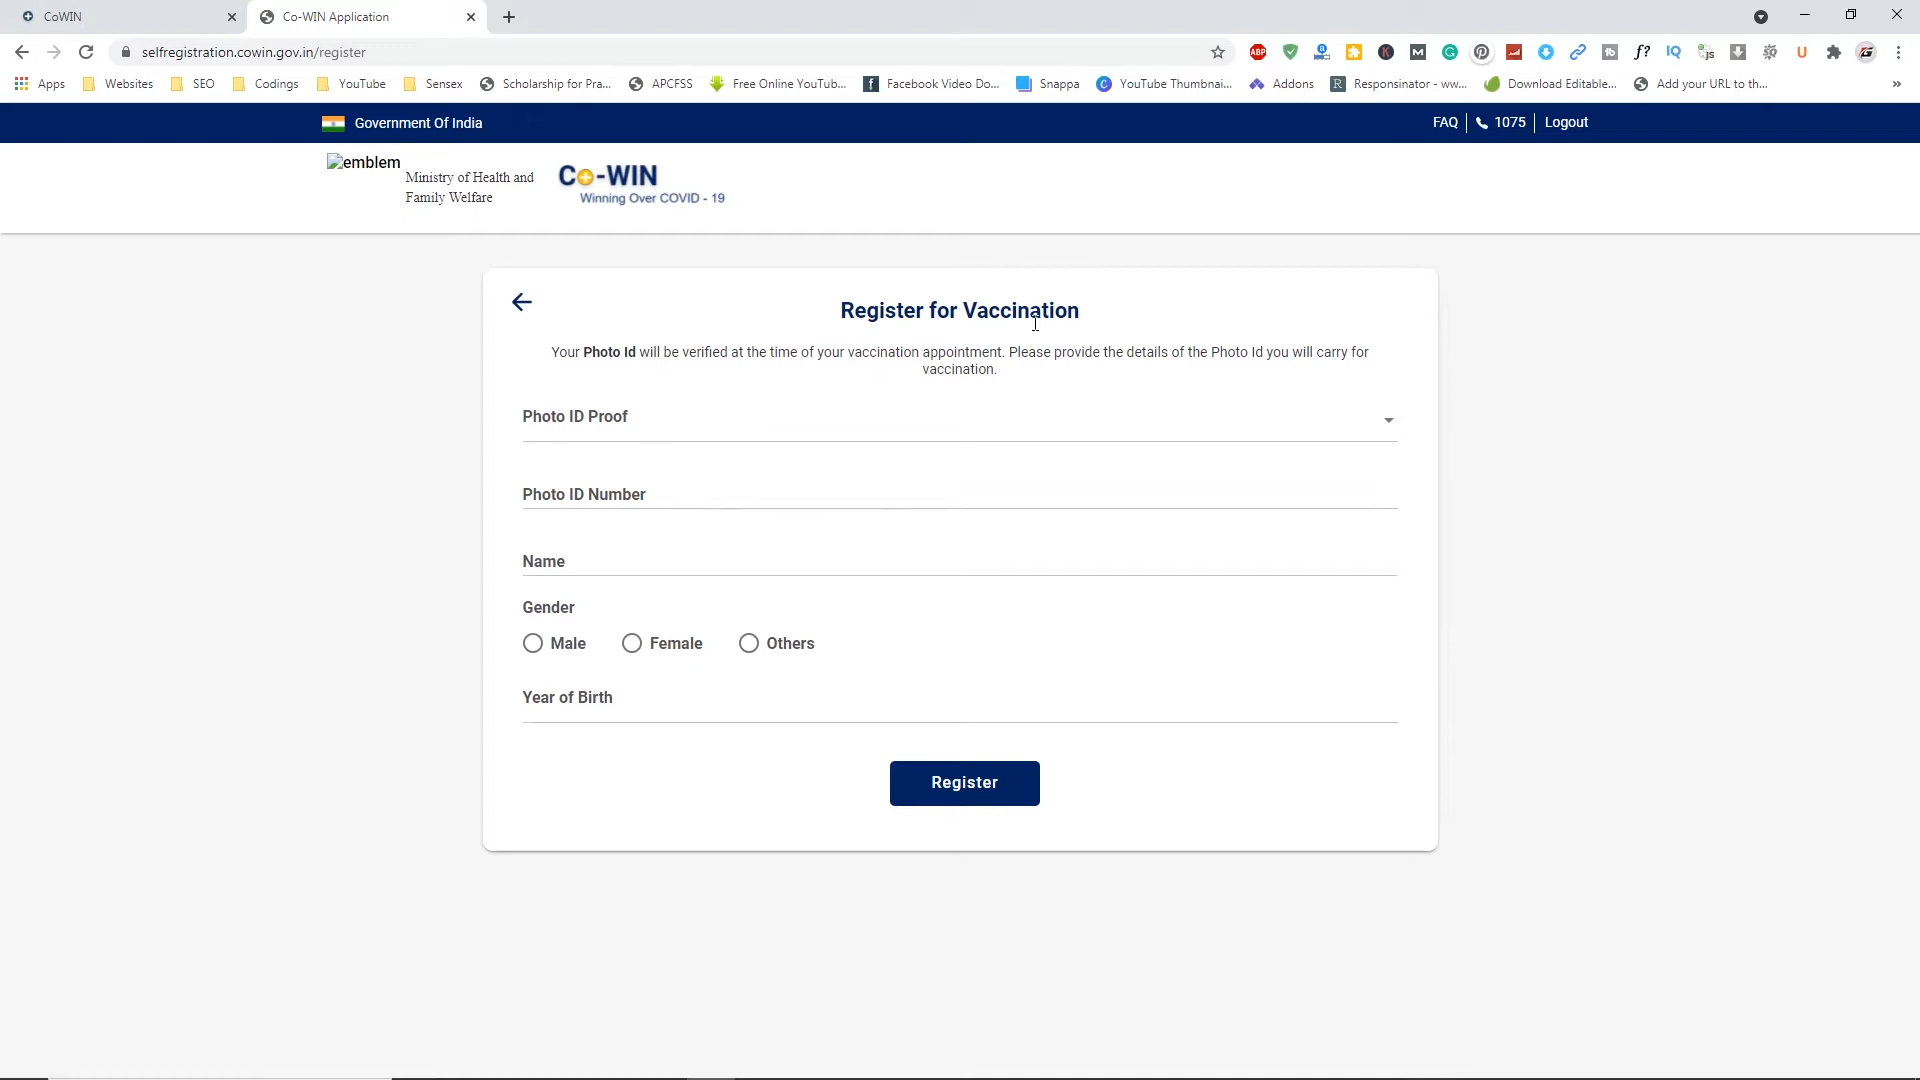 CoWIN
Co-WIN Application
selfregistration.cowin.gov.in/register
Apps
Websites
SEO
Codings
YouTube
Sensex
Scholarship for Pra...
APCFSS
Free Online YouTub...
Facebook Video Do...
Snappa
YouTube Thumbnai...
Addons
Responsinator - ww...
Download Editable...
Add your URL to th...
Government Of India
FAQ
1075
Logout
emblem
Ministry of Health and
Family Welfare
Co-WIN
Winning Over COVID - 19
Register for Vaccination
Your Photo Id will be verified at the time of your vaccination appointment. Please provide the details of the Photo Id you will carry for
vaccination.
Photo ID Proof
Photo ID Number
Name
Gender
Male
Female
Others
Year of Birth
Register